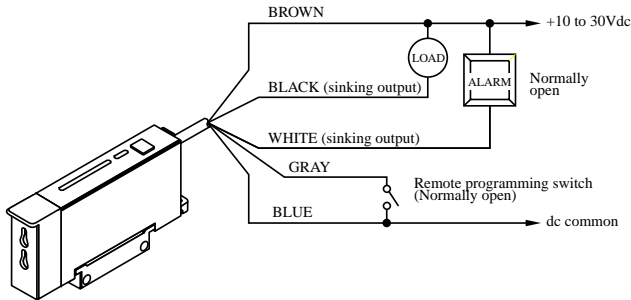 BROWN
+10 to 30Vdc
LOAD
BLACK (sinking output)
ALARM
Normally
open
WHITE (sinking output)
GRAY
Remote programming switch
(Normally open)
BLUE
dc common